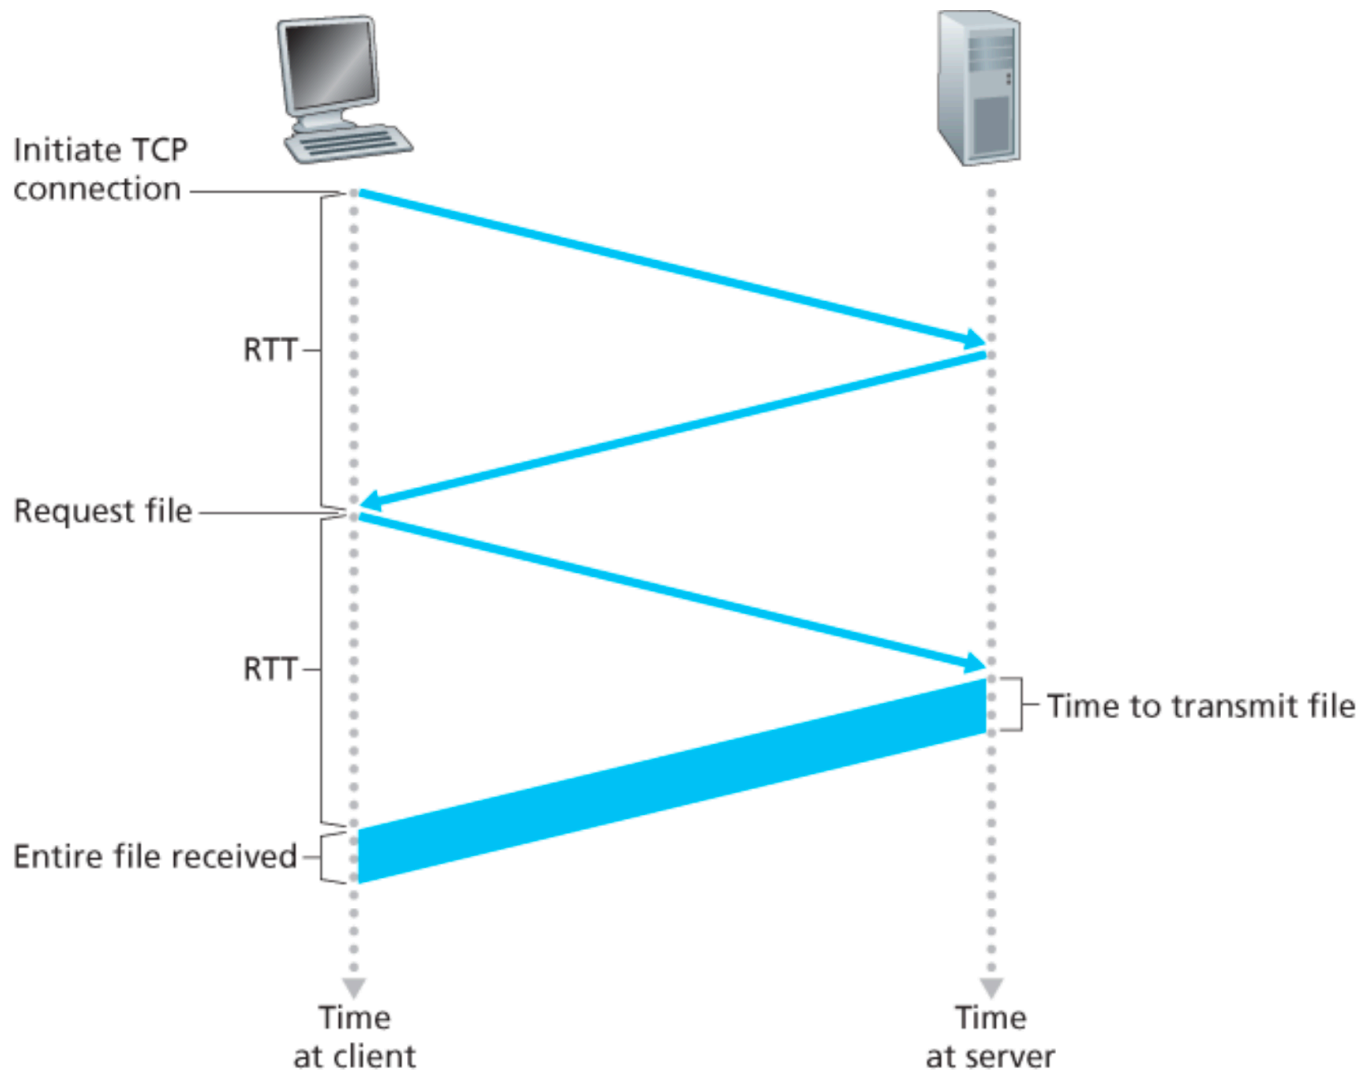 Initiate TCP
connection
RTT
Request file
RTT
Time to transmit file
Entire file received
Time
at client
Time
at server